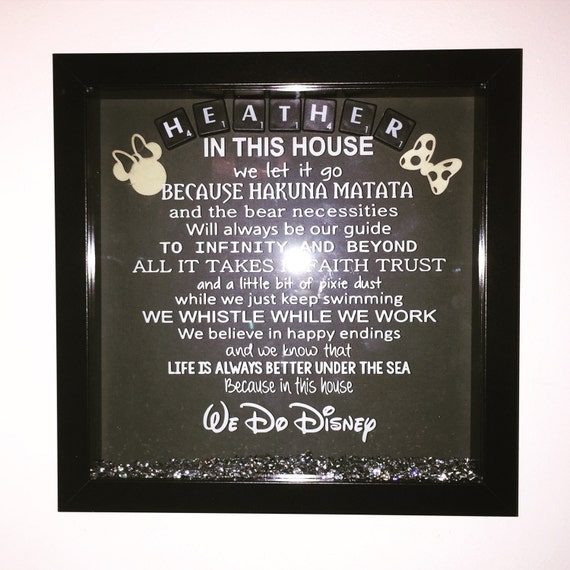 HEATHER
IN THIS HOUSE
we let it go
BECAUSE HAKUNA MATATA
and the bear necessities
Will always be our guide
TO INFINITY AND BEYOND
ALL IT TAKES FAITH TRUST
and a little bit of pixie dust
while we just keep swimming
WE WHISTLE WHILE WE WORK
We believe in happy endings
and we know that
LIFE IS ALWAYS BETTER UNDER THE SEA
Because in this house
We Do Disney